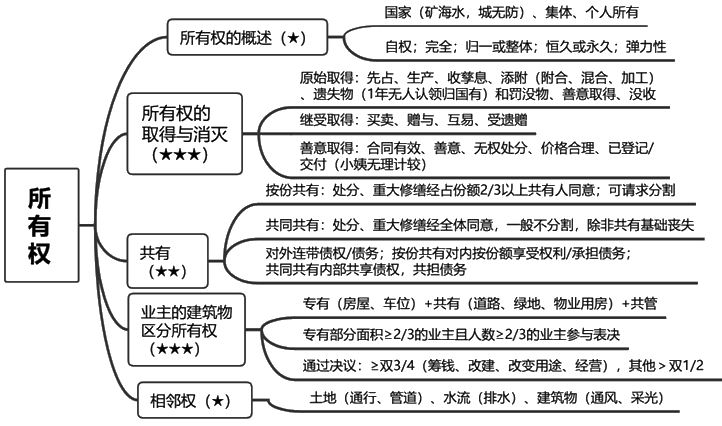 所有权
所有权的概述（★）
国家（矿海水，城无防）、集体、个人所有
自权；完全；归一或整体；恒久或永久；弹力性
所有权的
取得与消灭
（★★★）
原始取得：先占、生产、收孳息、添附（附合、混合、加工）
、遗失物（1年无人认领归国有）和罚没物、善意取得、没收
继受取得：买卖、赠与、互易、受遗赠
善意取得：合同有效、善意、无权处分、价格合理、已登记/
交付（小姨无理计较）
共有
（★★）
按份共有：处分、重大修缮经占份额2/3以上共有人同意；可请求分割
共同共有：处分、重大修缮经全体同意，一般不分割，除非共有基础丧失
对外连带债权/债务；按份共有对内按份额享受权利/承担债务；
共同共有内部共享债权，共担债务
业主的建筑物
区分所有权
（★★★）
专有（房屋、车位）+共有（道路、绿地、物业用房）+共管
专有部分面积≥2/3的业主且人数≥2/3的业主参与表决
通过决议：≥双3/4（筹钱、改建、改变用途、经营），其他＞双1/2
相邻权（★）
土地（通行、管道）、水流（排水）、建筑物（通风、采光）